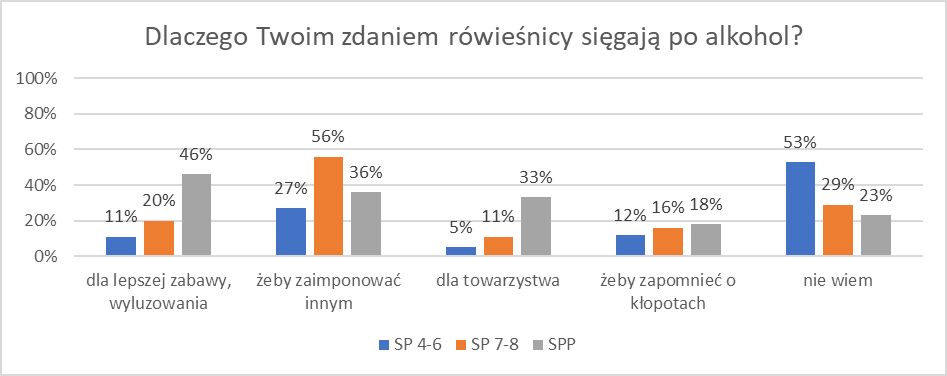 Dlaczego Twoim zdaniem rówieśnicy sięgają po alkohol?
100%
80%
60%
40%
20%
0%
11%
20%
46%
27%
56%
36%
5%
11%
33%
12%
16%
18%
53%
29%
23%
dla lepszej zabawy,
wyluzowania
żeby zaimponować
innym
dla towarzystwa
żeby zapomnieć o
kłopotach
nie wiem
SP 4-6 SP 7-8 SPP